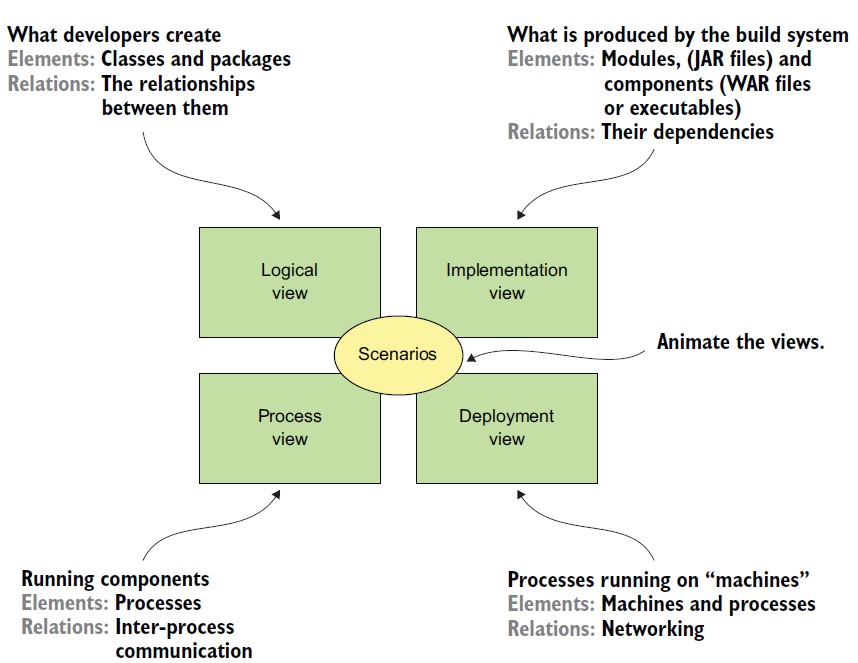 What developers create
Elements: Classes and packages
Relations: The relationships
between them
What is produced by the build system
Elements: Modules, (JAR files) and
components (WAR files
or executables)
Relations: Their dependencies
Logical
view
Implementation
view
Scenarios
Animate the views.
Process
view
Deployment
view
Running components
Elements: Processes
Relations: Inter-process
communication
Processes running on “machines”
Elements: Machines and processes
Relations: Networking